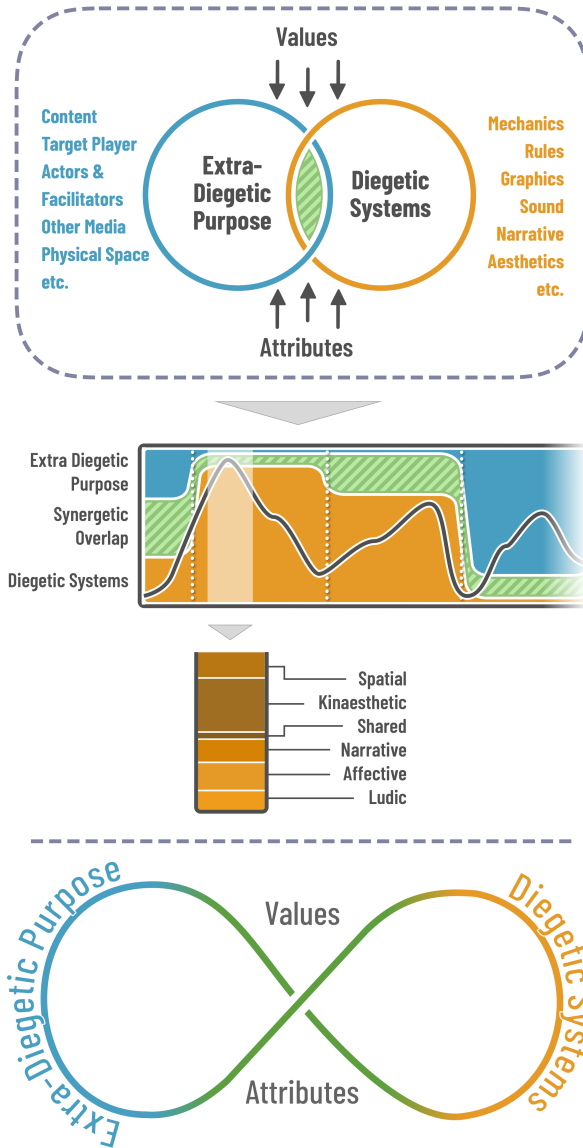 Values
Content
Target Player
Actors &
Facilitators
Other Media
Physical Space
etc.
Extra-
Diegetic
Purpose
Diegetic
Systems
Mechanics
Rules
Graphics
Sound
Narrative
Aesthetics
etc.
Attributes
Extra Diegetic
Purpose
Synergetic
Overlap
Diegetic Systems
Spatial
Kinaesthetic
Shared
Narrative
Affective
Ludic
Extra-Diegetic Purpose
Values
Attributes
Diegetic Systems